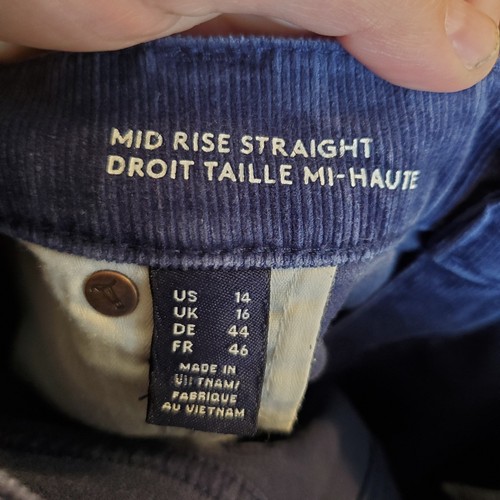 MID RISE STRAIGHT
DROIT TAILLE MI-HAUTE
US 14
UK 16
DE 44
FR 46
MADE IN
VIETNAM/
FABRIQUE
AU VIETNAM